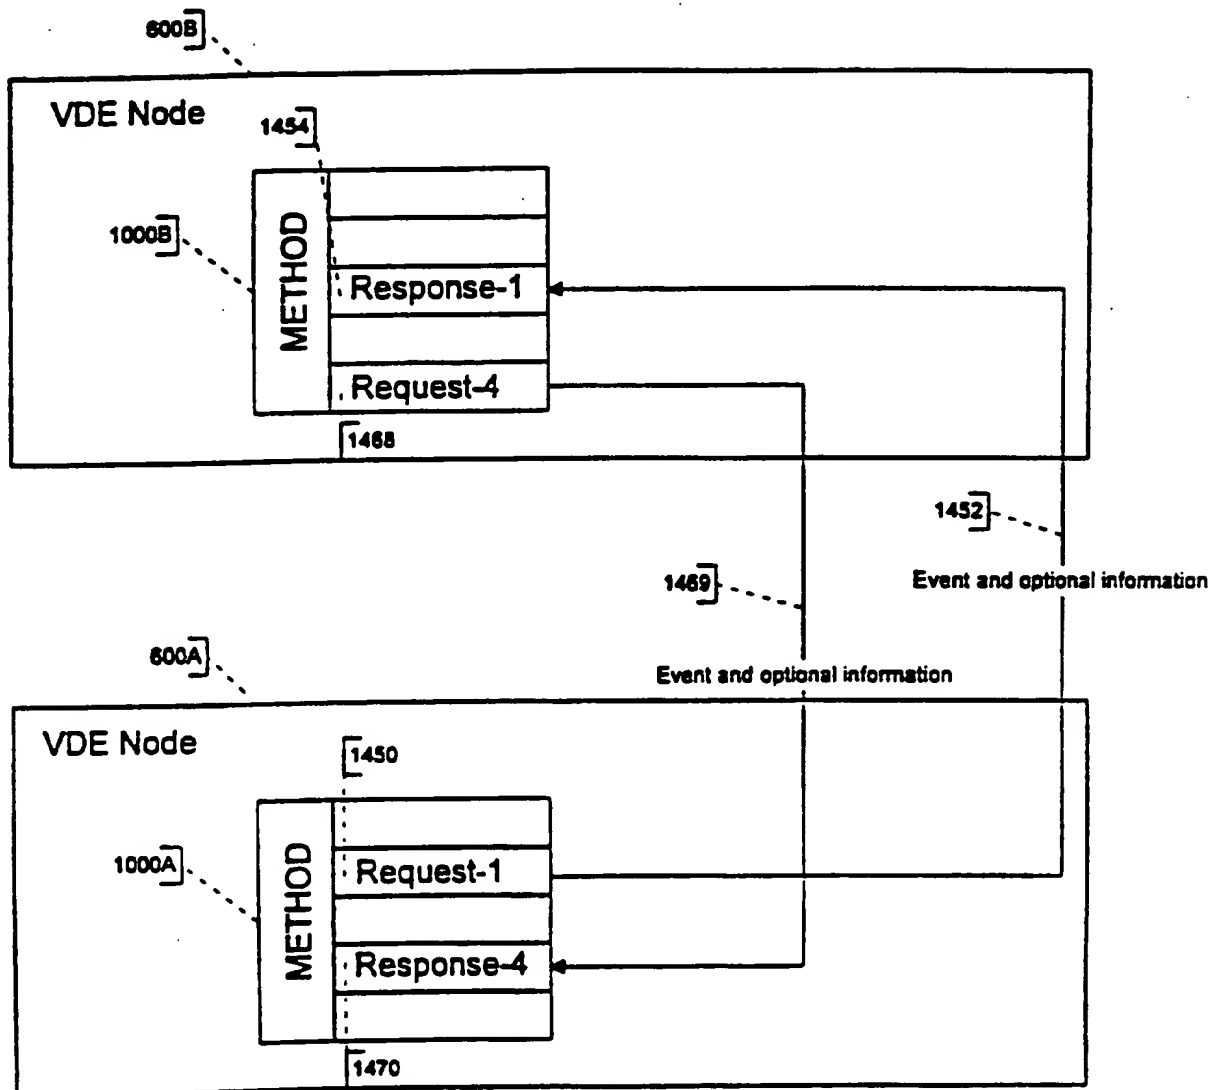 600B
VDE Node
1454
1000B
METHOD
Response-1
Request-4
1468
1452
Event and optional information
1469
Event and optional information
600A
VDE Node
1450
1000A
METHOD
Request-1
Response-4
1470